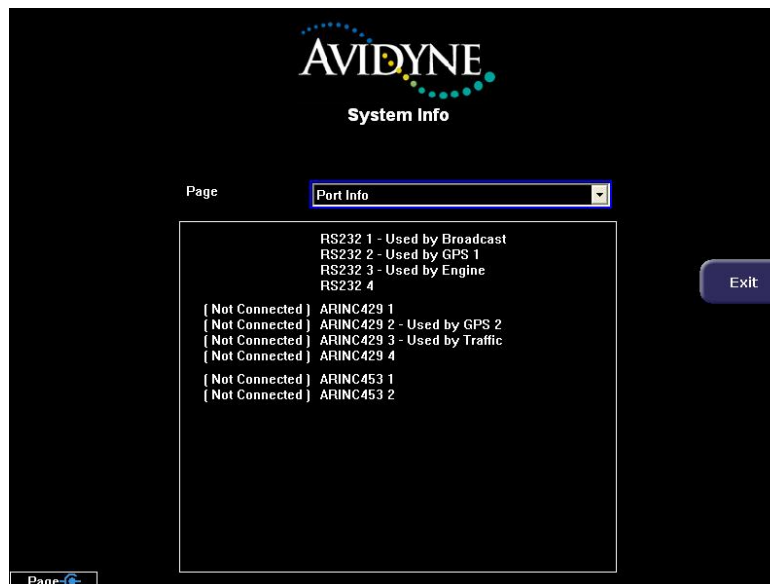 AVIDYNE
System Info
Page Port Info
RS232 1 - Used by Broadcast
RS232 2 - Used by GPS 1
RS232 3 - Used by Engine
RS232 4
( Not Connected ) ARINC429 1
( Not Connected ) ARINC429 2 - Used by GPS 2
( Not Connected ) ARINC429 3 - Used by Traffic
( Not Connected ) ARINC429 4
( Not Connected ) ARINC453 1
( Not Connected ) ARINC453 2
Exit
Page